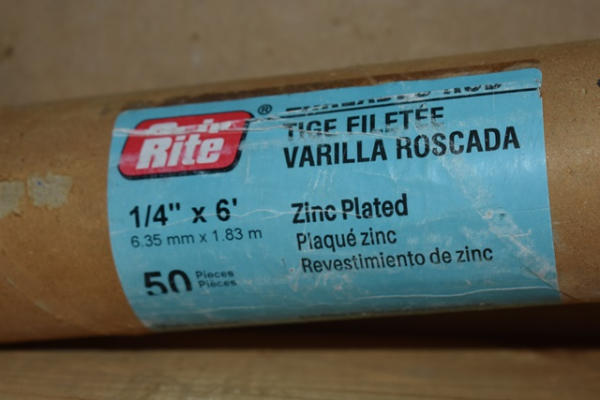 Rite ®
TIGE FILETÉE
VARILLA ROSCADA
1/4" x 6'
6.35 mm x 1.83 m
Zinc Plated
Plaqué zinc
Revestimiento de zinc
50 Pieces
Pièces